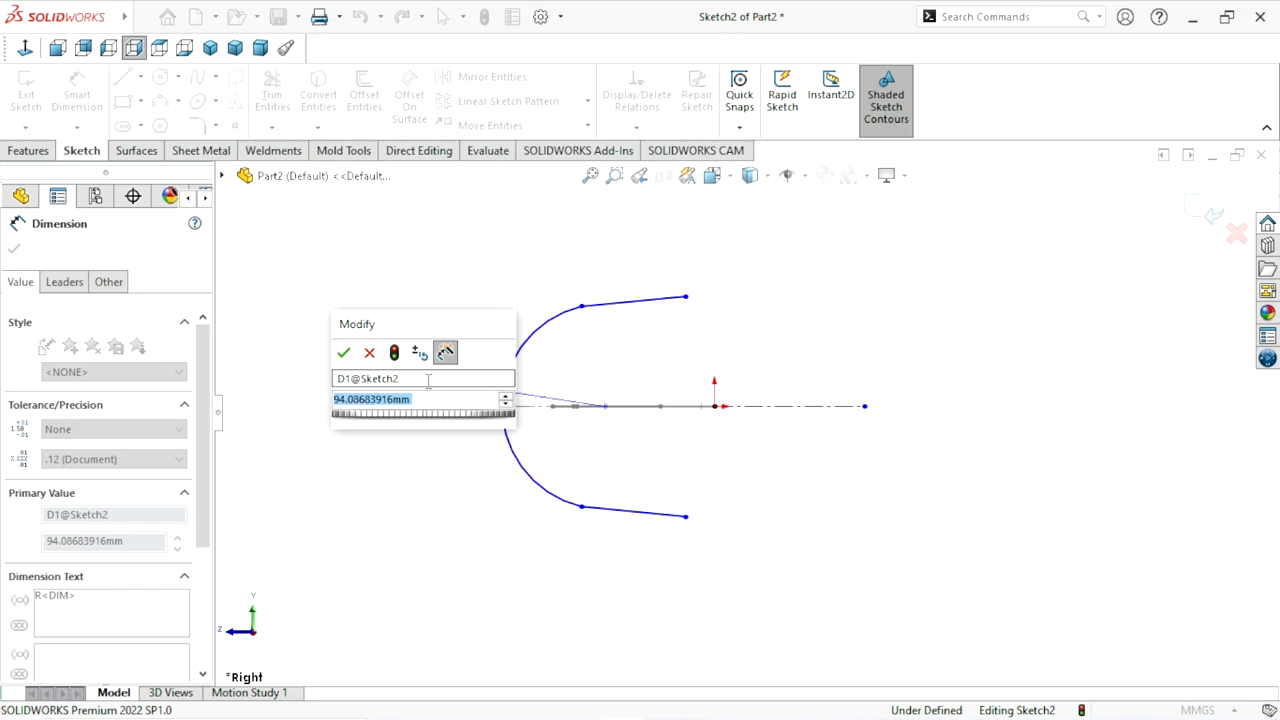 SOLIDWORKS
Sketch2 of Part2 *
Search Commands
Exit Sketch
Smart Dimension
Trim Entities
Convert Entities
Offset Entities
Offset On Surface
Mirror Entities
Linear Sketch Pattern
Move Entities
Display/Delete Relations
Repair Sketch
Quick Snaps
Rapid Sketch
Instant2D
Shaded Sketch Contours
Features
Sketch
Surfaces
Sheet Metal
Weldments
Mold Tools
Direct Editing
Evaluate
SOLIDWORKS Add-Ins
SOLIDWORKS CAM
Part2 (Default) <<Default...
Dimension
Value
Leaders
Other
Style
<NONE>
Tolerance/Precision
None
.12 (Document)
Primary Value
D1@Sketch2
94.08683916mm
Dimension Text
R<DIM>
Modify
D1@Sketch2
94.08683916mm
Y
Z
*Right
Model
3D Views
Motion Study 1
SOLIDWORKS Premium 2022 SP1.0
Under Defined
Editing Sketch2
MMGS